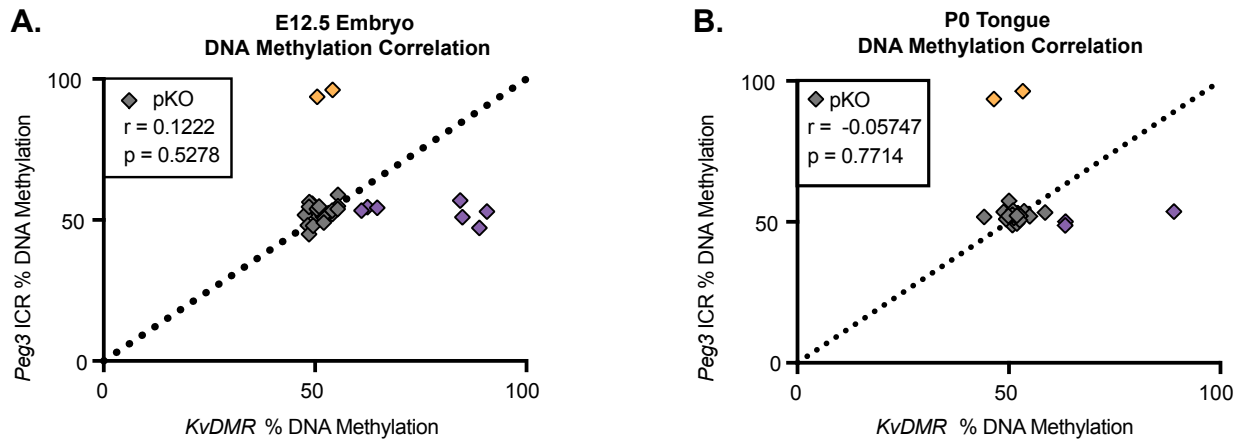 A.
E12.5 Embryo
DNA Methylation Correlation
100
50
0
pKO
r = 0.1222
p = 0.5278
Peg3 ICR % DNA Methylation
0
50
100
KvDMR % DNA Methylation
B.
P0 Tongue
DNA Methylation Correlation
100
50
0
pKO
r = -0.05747
p = 0.7714
Peg3 ICR % DNA Methylation
0
50
100
KvDMR % DNA Methylation